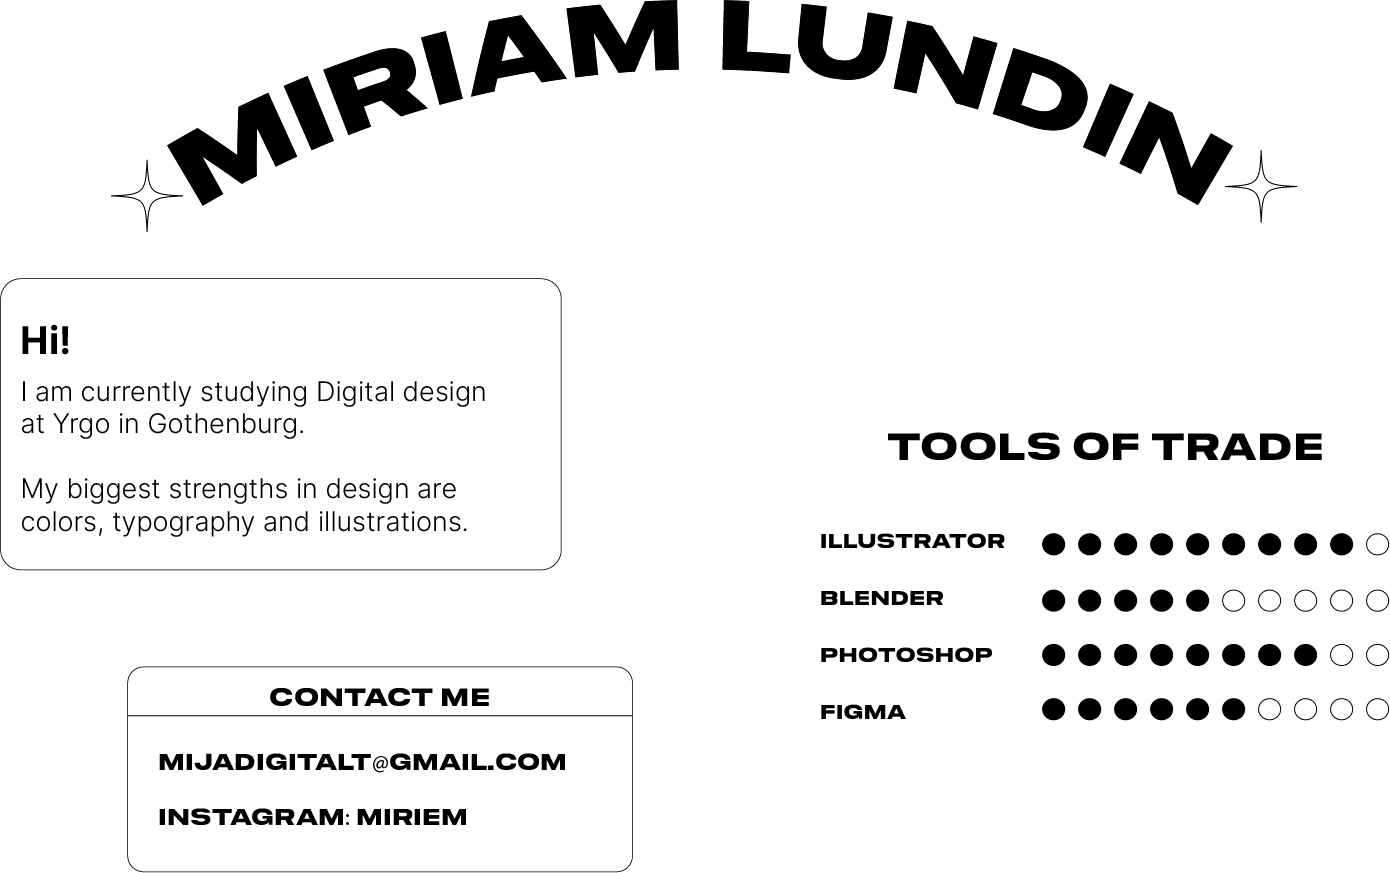 MIRIAM LUNDIN
Hi!
I am currently studying Digital design
at Yrgo in Gothenburg.
My biggest strengths in design are
colors, typography and illustrations.
TOOLS OF TRADE
ILLUSTRATOR
BLENDER
PHOTOSHOP
FIGMA
CONTACT ME
MIJADIGITALT@GMAIL.COM
INSTAGRAM: MIRIEM